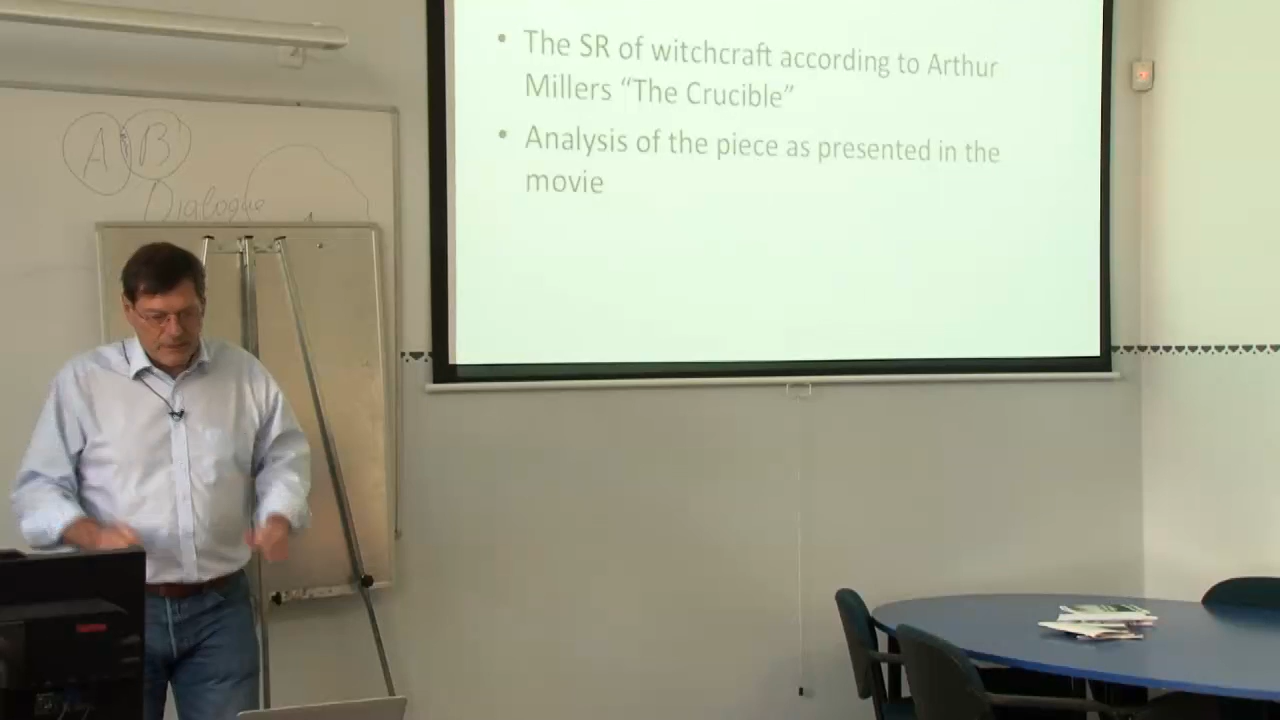 • The SR of witchcraft according to Arthur
Millers “The Crucible”
• Analysis of the piece as presented in the
movie
A B
Dialogue